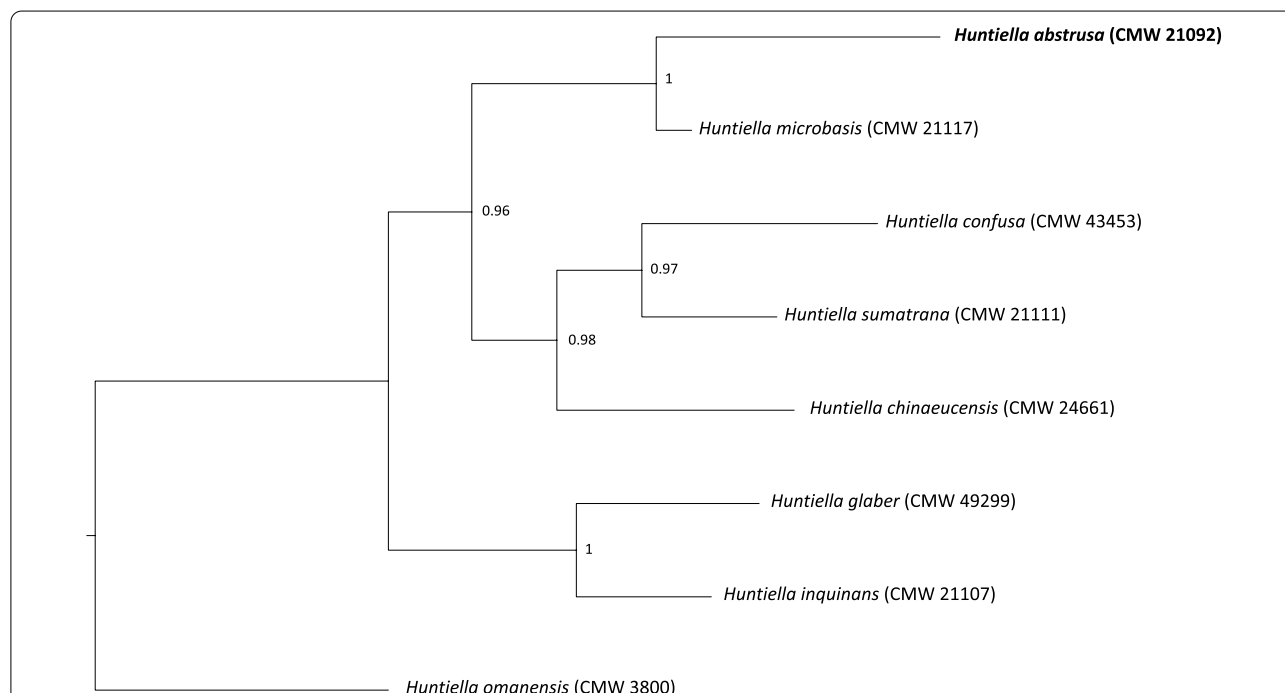 Huntiella abstrusa (CMW 21092)
1
Huntiella microbasis (CMW 21117)
0.96
Huntiella confusa (CMW 43453)
0.97
Huntiella sumatrana (CMW 21111)
0.98
Huntiella chinaeucensis (CMW 24661)
Huntiella glaber (CMW 49299)
1
Huntiella inquinans (CMW 21107)
Huntiella omanensis (CMW 3800)